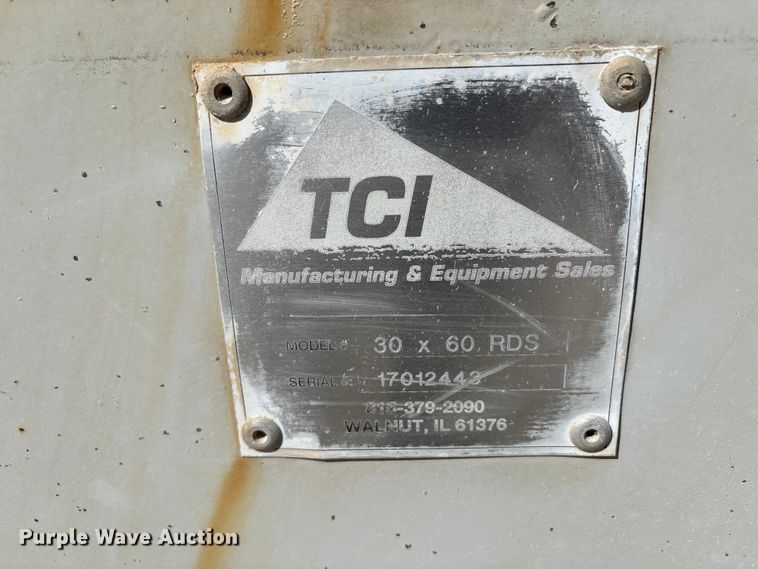 TCI
Manufacturing & Equipment Sales
MODEL # 30 x 60 RDS
SERIAL #: 17012443
815-379-2090
WALNUT, IL 61376
Purple Wave Auction